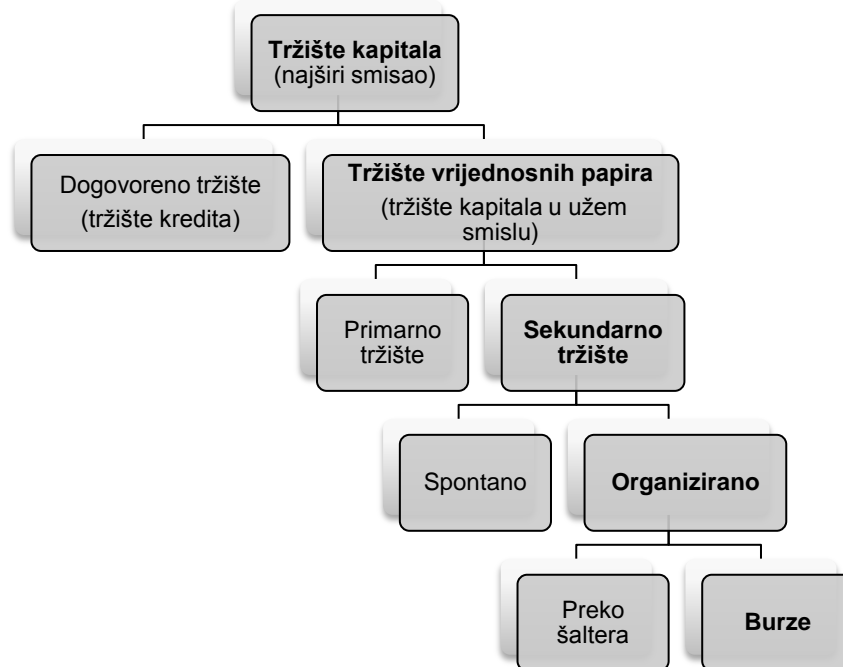 Tržište kapitala
(najširi smisao)
Dogovoreno tržište
(tržište kredita)
Tržište vrijednosnih papira
(tržište kapitala u užem
smislu)
Primarno
tržište
Sekundarno
tržište
Spontano
Organizirano
Preko
šaltera
Burze